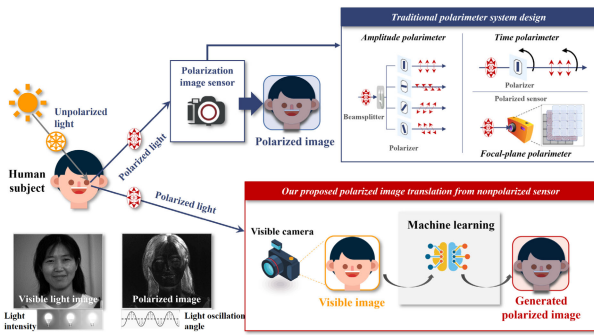 Traditional polarimeter system design
Amplitude polarimeter
Time polarimeter
Polarization
image sensor
Unpolarized
light
Polarizer
Polarized sensor
Beamsplitter
Polarizer
Focal-plane polarimeter
Polarized image
Human
subject
Polarized light
Polarized light
Our proposed polarized image translation from nonpolarized sensor
Visible camera
Machine learning
Visible image
Generated
polarized image
Visible light image
Polarized image
Light
intensity
Light oscillation
angle